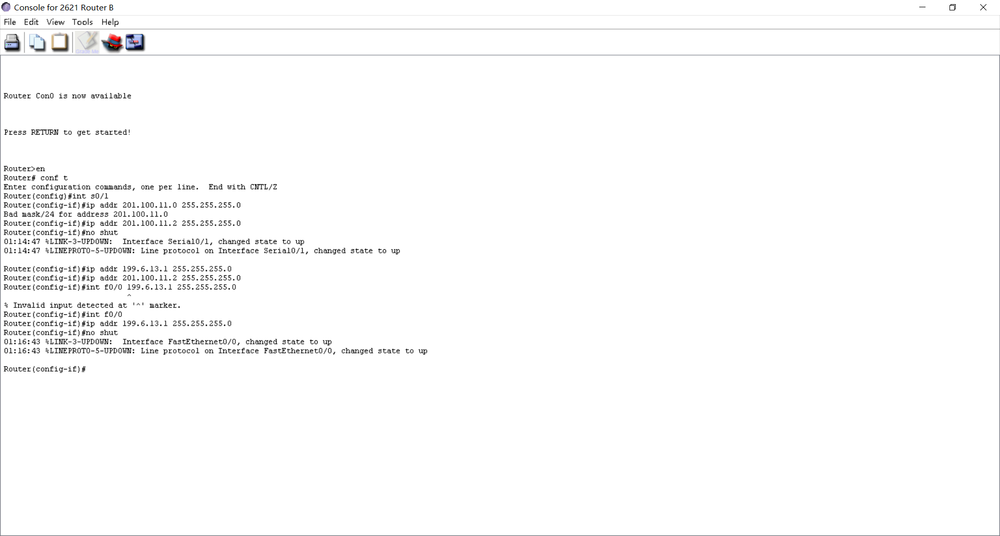 Console for 2621 Router B
File Edit View Tools Help
Grade Me
Router Con0 is now available
Press RETURN to get started!
Router>en
Router# conf t
Enter configuration commands, one per line.  End with CNTL/Z
Router(config)#int s0/1
Router(config-if)#ip addr 201.100.11.0 255.255.255.0
Bad mask/24 for address 201.100.11.0
Router(config-if)#ip addr 201.100.11.2 255.255.255.0
Router(config-if)#no shut
01:14:47 %LINK-3-UPDOWN:  Interface Serial0/1, changed state to up
01:14:47 %LINEPROTO-5-UPDOWN: Line protocol on Interface Serial0/1, changed state to up
Router(config-if)#ip addr 199.6.13.1 255.255.255.0
Router(config-if)#ip addr 201.100.11.2 255.255.255.0
Router(config-if)#int f0/0 199.6.13.1 255.255.255.0
^
% Invalid input detected at '^' marker.
Router(config-if)#int f0/0
Router(config-if)#ip addr 199.6.13.1 255.255.255.0
Router(config-if)#no shut
01:16:43 %LINK-3-UPDOWN:  Interface FastEthernet0/0, changed state to up
01:16:43 %LINEPROTO-5-UPDOWN: Line protocol on Interface FastEthernet0/0, changed state to up
Router(config-if)#